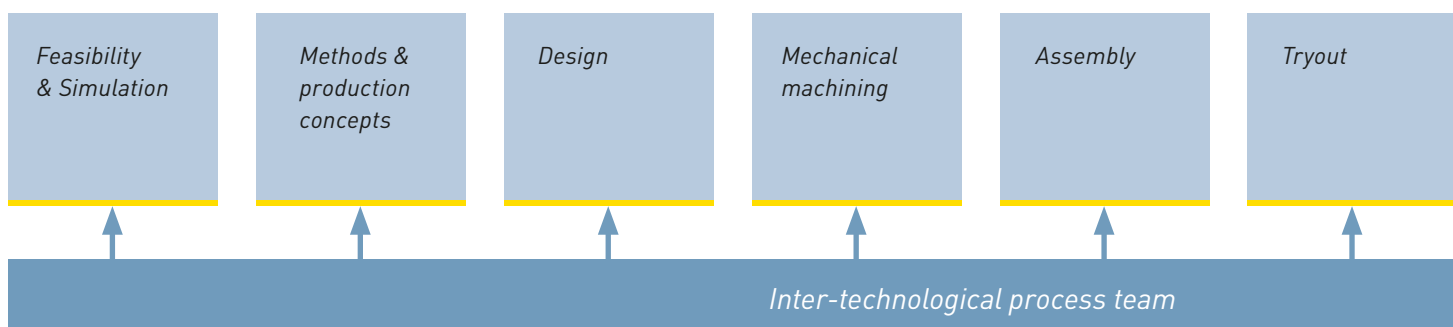 Feasibility
& Simulation
Methods &
production
concepts
Design
Mechanical
machining
Assembly
Tryout
Inter-technological process team